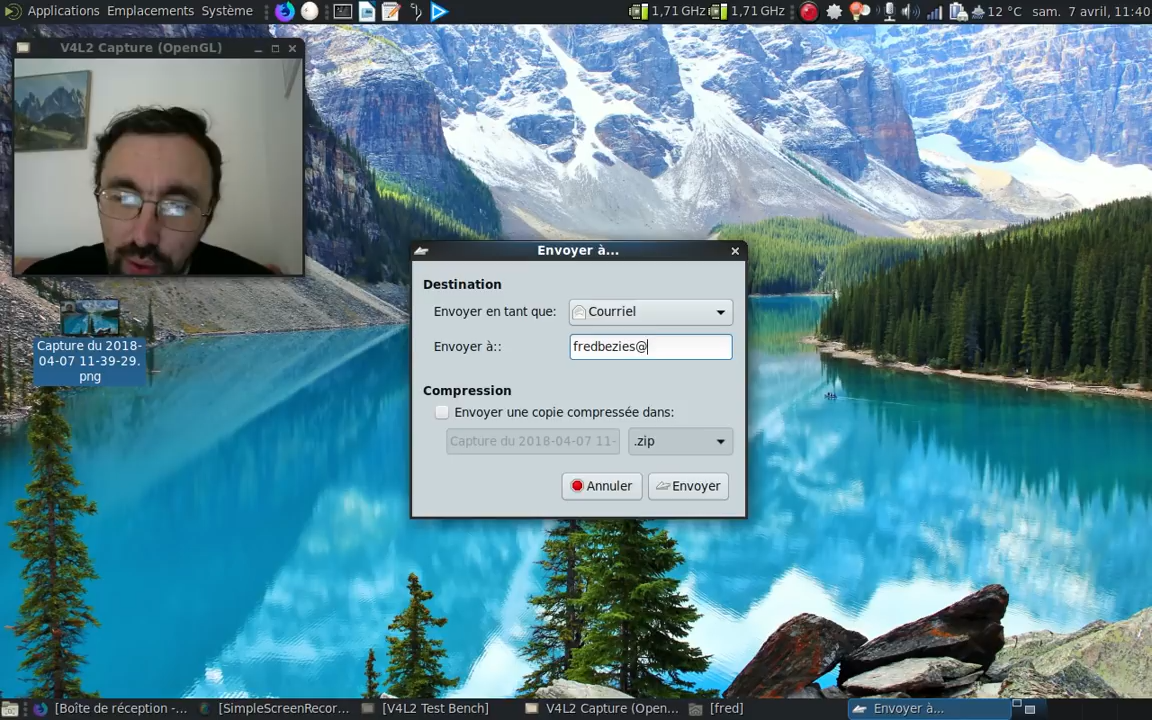 Applications Emplacements Système
1,71 GHz 1,71 GHz 12 °C sam. 7 avril, 11:40
V4L2 Capture (OpenGL)
Capture du 2018-
04-07 11-39-29.
png
Envoyer à...
Destination
Envoyer en tant que: Courriel
Envoyer à:: fredbezies@
Compression
Envoyer une copie compressée dans:
Capture du 2018-04-07 11- .zip
Annuler Envoyer
[Boîte de réception -... [SimpleScreenRecor... [V4L2 Test Bench] V4L2 Capture (Open... [fred] Envoyer à...